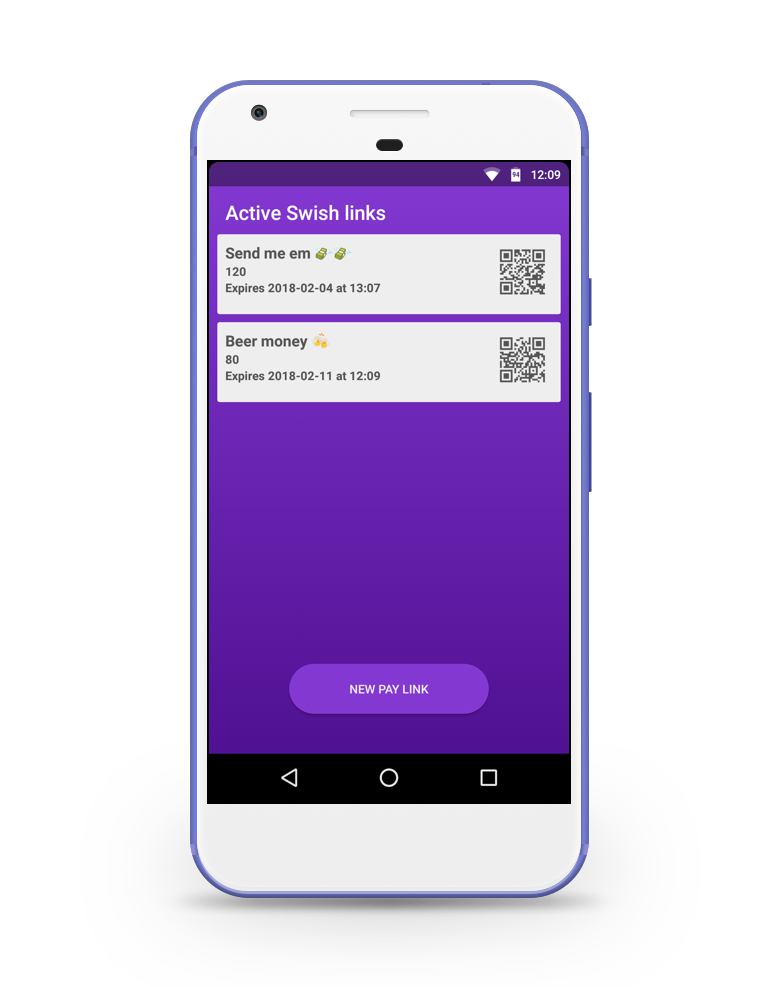 94 12:09
Active Swish links
Send me em 💸💸
120
Expires 2018-02-04 at 13:07
Beer money 🍻
80
Expires 2018-02-11 at 12:09
NEW PAY LINK